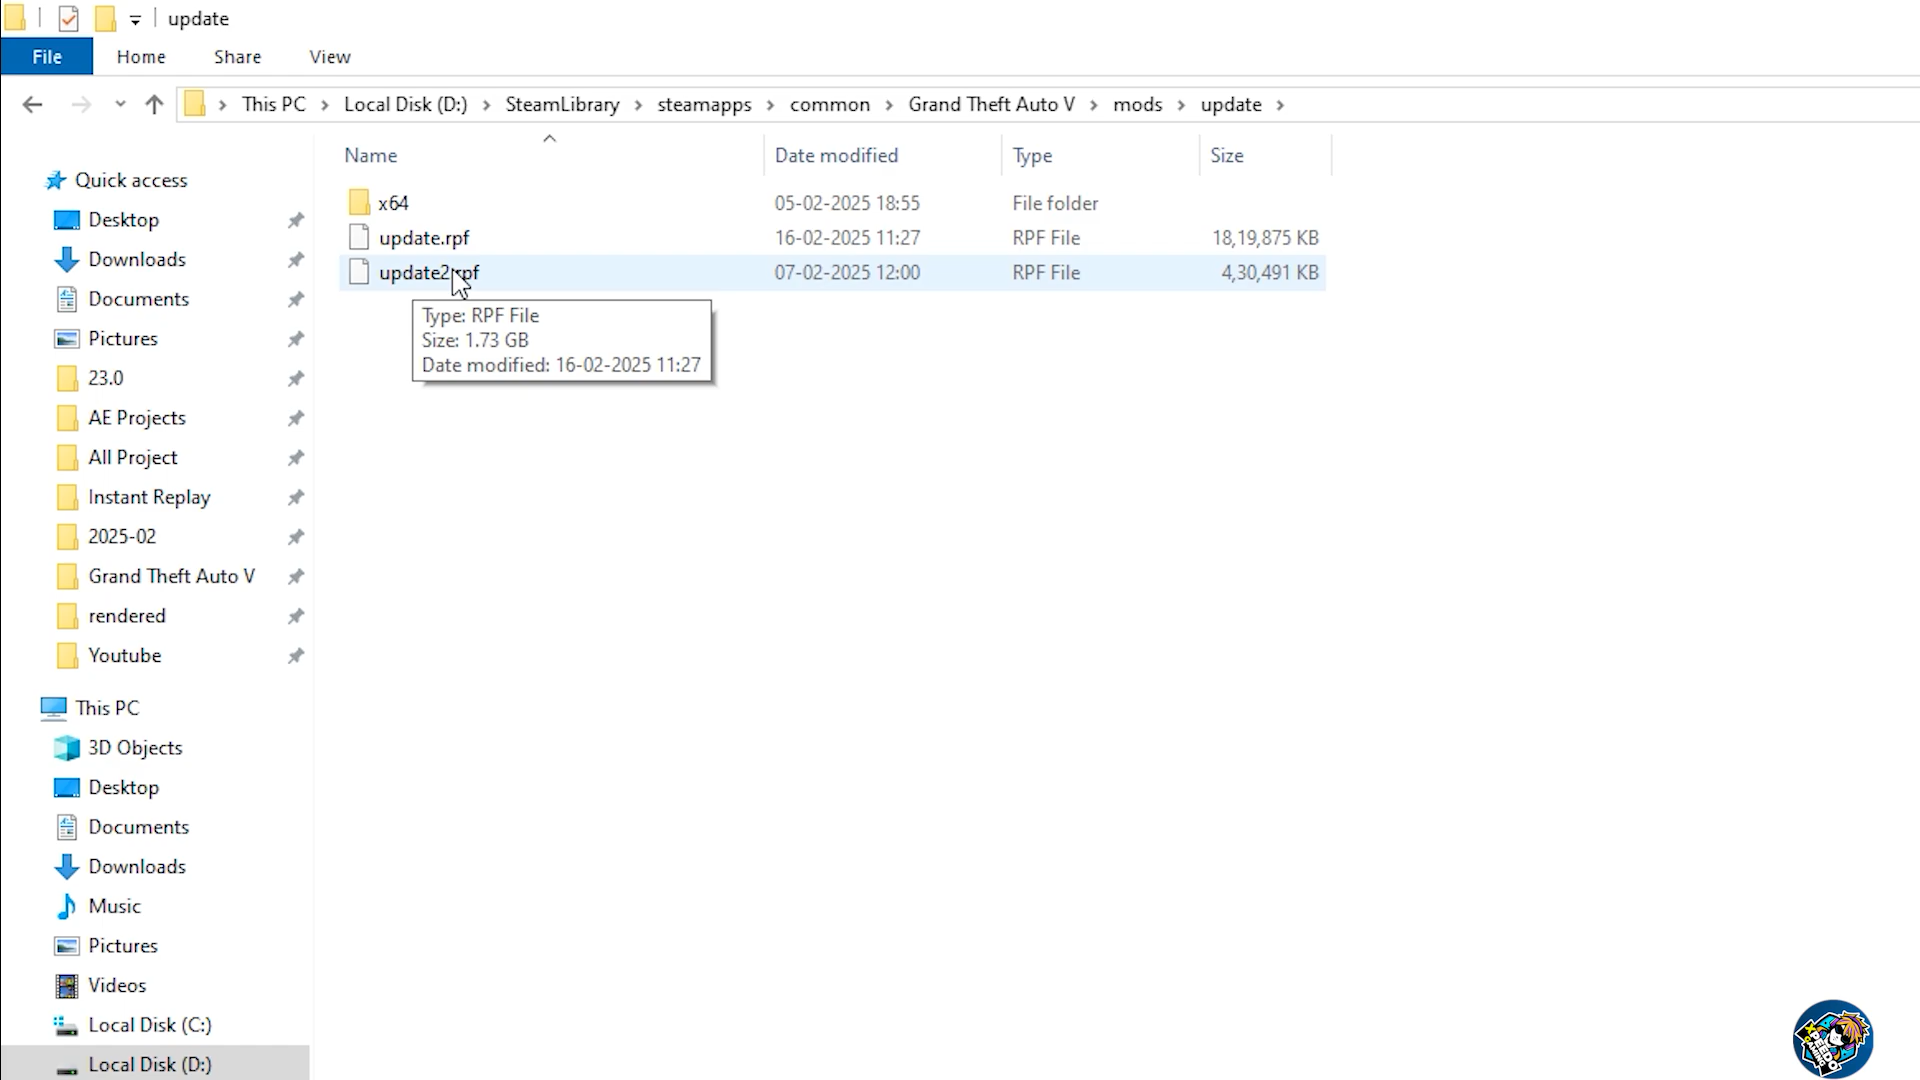 update
File Home Share View
This PC Local Disk (D:) SteamLibrary steamapps common Grand Theft Auto V mods update
Name Date modified Type Size
x64 05-02-2025 18:55 File folder
update.rpf 16-02-2025 11:27 RPF File 18,19,875 KB
update2.rpf 07-02-2025 12:00 RPF File 4,30,491 KB
Type: RPF File
Size: 1.73 GB
Date modified: 16-02-2025 11:27
Quick access
Desktop
Downloads
Documents
Pictures
23.0
AE Projects
All Project
Instant Replay
2025-02
Grand Theft Auto V
rendered
Youtube
This PC
3D Objects
Desktop
Documents
Downloads
Music
Pictures
Videos
Local Disk (C:)
Local Disk (D:)